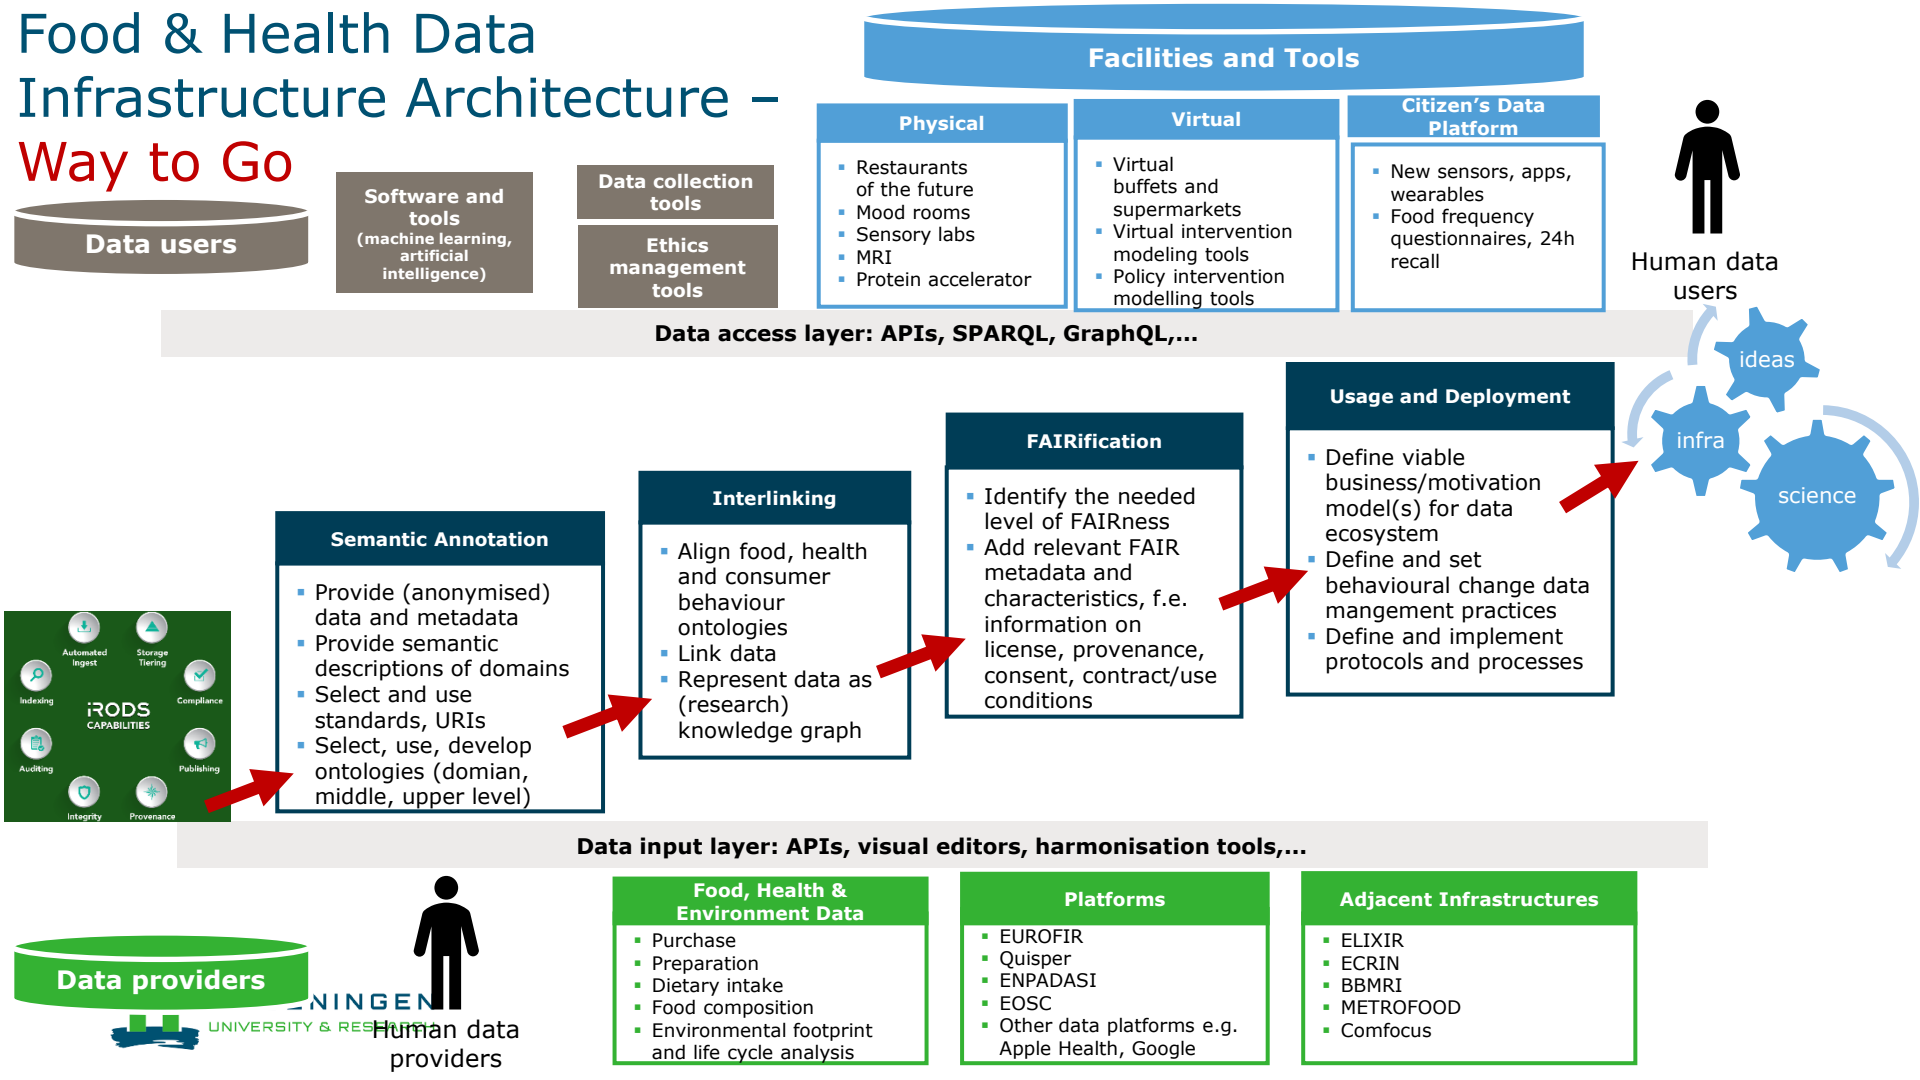 Food & Health Data
Infrastructure Architecture –
Way to Go
Data users
Software and
tools
(machine learning,
artificial
intelligence)
Data collection
tools
Ethics
management
tools
Facilities and Tools
Physical
Restaurants
of the future
Mood rooms
Sensory labs
MRI
Protein accelerator
Virtual
Virtual
buffets and
supermarkets
Virtual intervention
modeling tools
Policy intervention
modelling tools
Citizen's Data
Platform
New sensors, apps,
wearables
Food frequency
questionnaires, 24h
recall
Human data
users
Data access layer: APIs, SPARQL, GraphQL,...
ideas
infra
science
Automated
Ingest
Storage
Tiering
Indexing
Compliance
iRODS
CAPABILITIES
Auditing
Publishing
Integrity
Provenance
Semantic Annotation
Provide (anonymised)
data and metadata
Provide semantic
descriptions of domains
Select and use
standards, URIs
Select, use, develop
ontologies (domian,
middle, upper level)
Interlinking
Align food, health
and consumer
behaviour
ontologies
Link data
Represent data as
(research)
knowledge graph
FAIRification
Identify the needed
level of FAIRness
Add relevant FAIR
metadata and
characteristics, f.e.
information on
license, provenance,
consent, contract/use
conditions
Usage and Deployment
Define viable
business/motivation
model(s) for data
ecosystem
Define and set
behavioural change data
mangement practices
Define and implement
protocols and processes
Data input layer: APIs, visual editors, harmonisation tools,...
Data providers
NINGEN
UNIVERSITY & RESEARCH
Human data
providers
Food, Health &
Environment Data
Purchase
Preparation
Dietary intake
Food composition
Environmental footprint
and life cycle analysis
Platforms
EUROFIR
Quisper
ENPADASI
EOSC
Other data platforms e.g.
Apple Health, Google
Adjacent Infrastructures
ELIXIR
ECRIN
BBMRI
METROFOOD
Comfocus